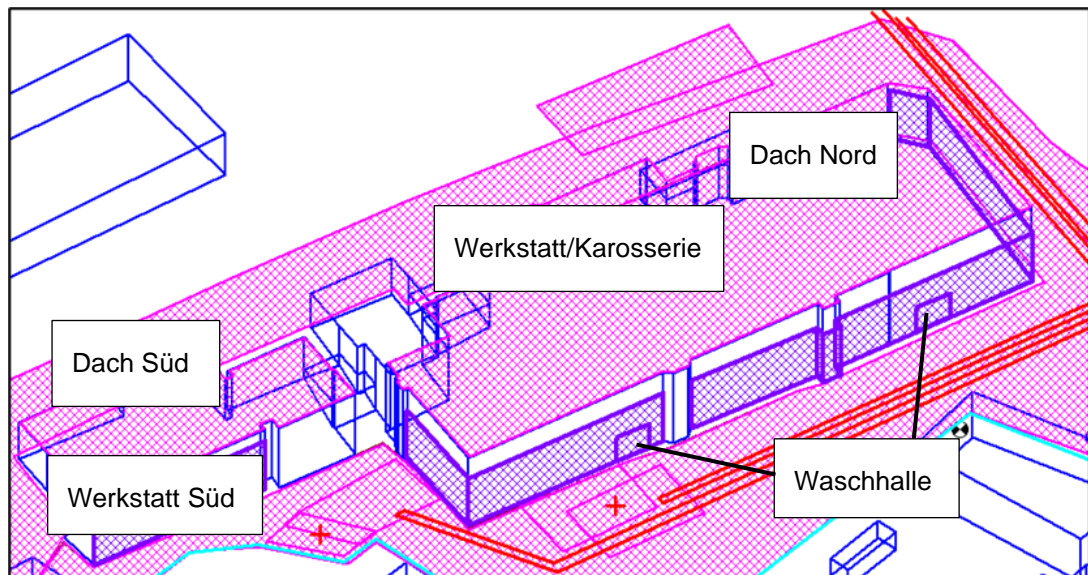 Dach Nord
Werkstatt/Karosserie
Dach Süd
Werkstatt Süd
Waschhalle